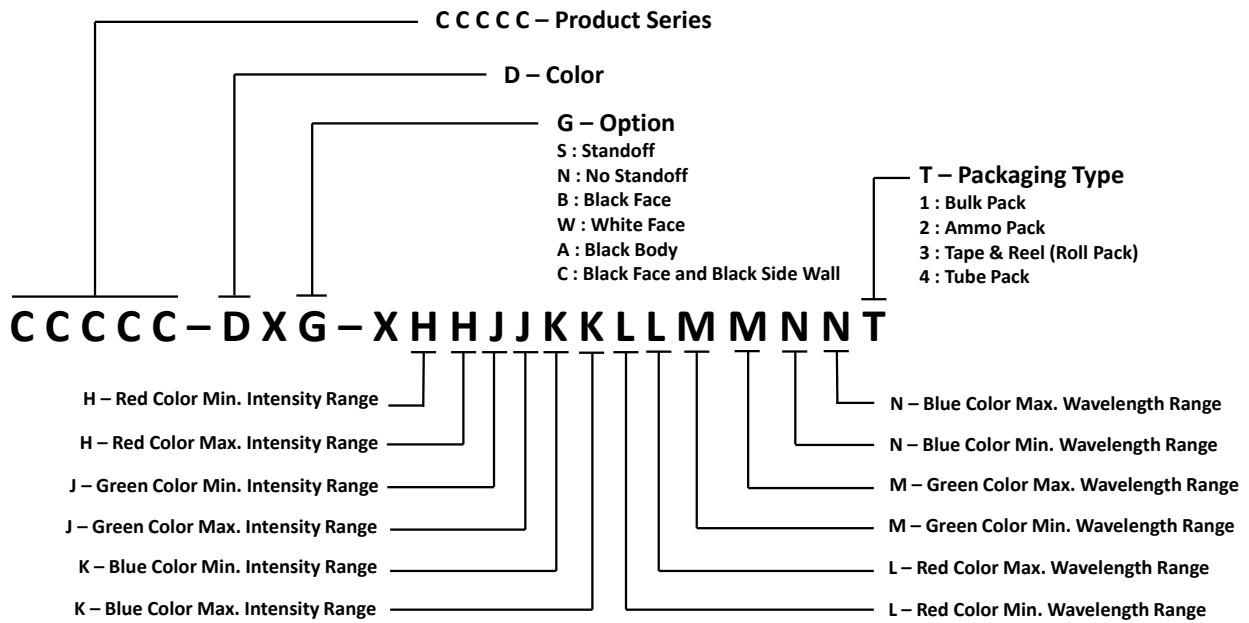 C C C C C – Product Series
D – Color
G – Option
S : Standoff
N : No Standoff
B : Black Face
W : White Face
A : Black Body
C : Black Face and Black Side Wall
T – Packaging Type
1 : Bulk Pack
2 : Ammo Pack
3 : Tape & Reel (Roll Pack)
4 : Tube Pack
C C C C C – D X G – X H H J J K K L L M M N N T
H – Red Color Min. Intensity Range
H – Red Color Max. Intensity Range
J – Green Color Min. Intensity Range
J – Green Color Max. Intensity Range
K – Blue Color Min. Intensity Range
K – Blue Color Max. Intensity Range
N – Blue Color Max. Wavelength Range
N – Blue Color Min. Wavelength Range
M – Green Color Max. Wavelength Range
M – Green Color Min. Wavelength Range
L – Red Color Max. Wavelength Range
L – Red Color Min. Wavelength Range